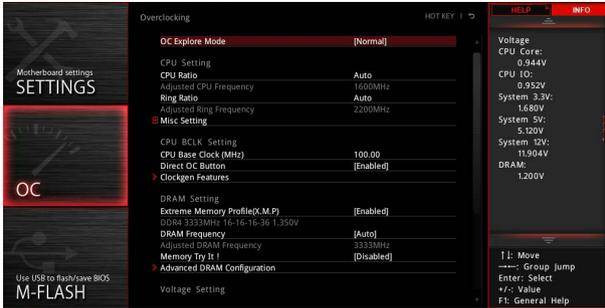 Overclocking
HOT KEY |
HELP
INFO
Motherboard settings
SETTINGS
OC
Use USB to flash/save BIOS
M-FLASH
OC Explore Mode [Normal]
CPU Setting
CPU Ratio Auto
Adjusted CPU Frequency 1600MHz
Ring Ratio Auto
Adjusted Ring Frequency 2200MHz
Misc Setting
CPU BCLK Setting
CPU Base Clock (MHz) 100.00
Direct OC Button [Enabled]
Clockgen Features
DRAM Setting
Extreme Memory Profile(X.M.P) [Enabled]
DDR4 3333MHz 16-16-16-36 1.350V
DRAM Frequency [Auto]
Adjusted DRAM Frequency 3333MHz
Memory Try It ! [Disabled]
Advanced DRAM Configuration
Voltage Setting
Voltage
CPU Core:
0.944V
CPU IO:
0.952V
System 3.3V:
1.680V
System 5V:
5.120V
System 12V:
11.904V
DRAM:
1.200V
↑↓: Move
→←: Group Jump
Enter: Select
+/-: Value
F1: General Help